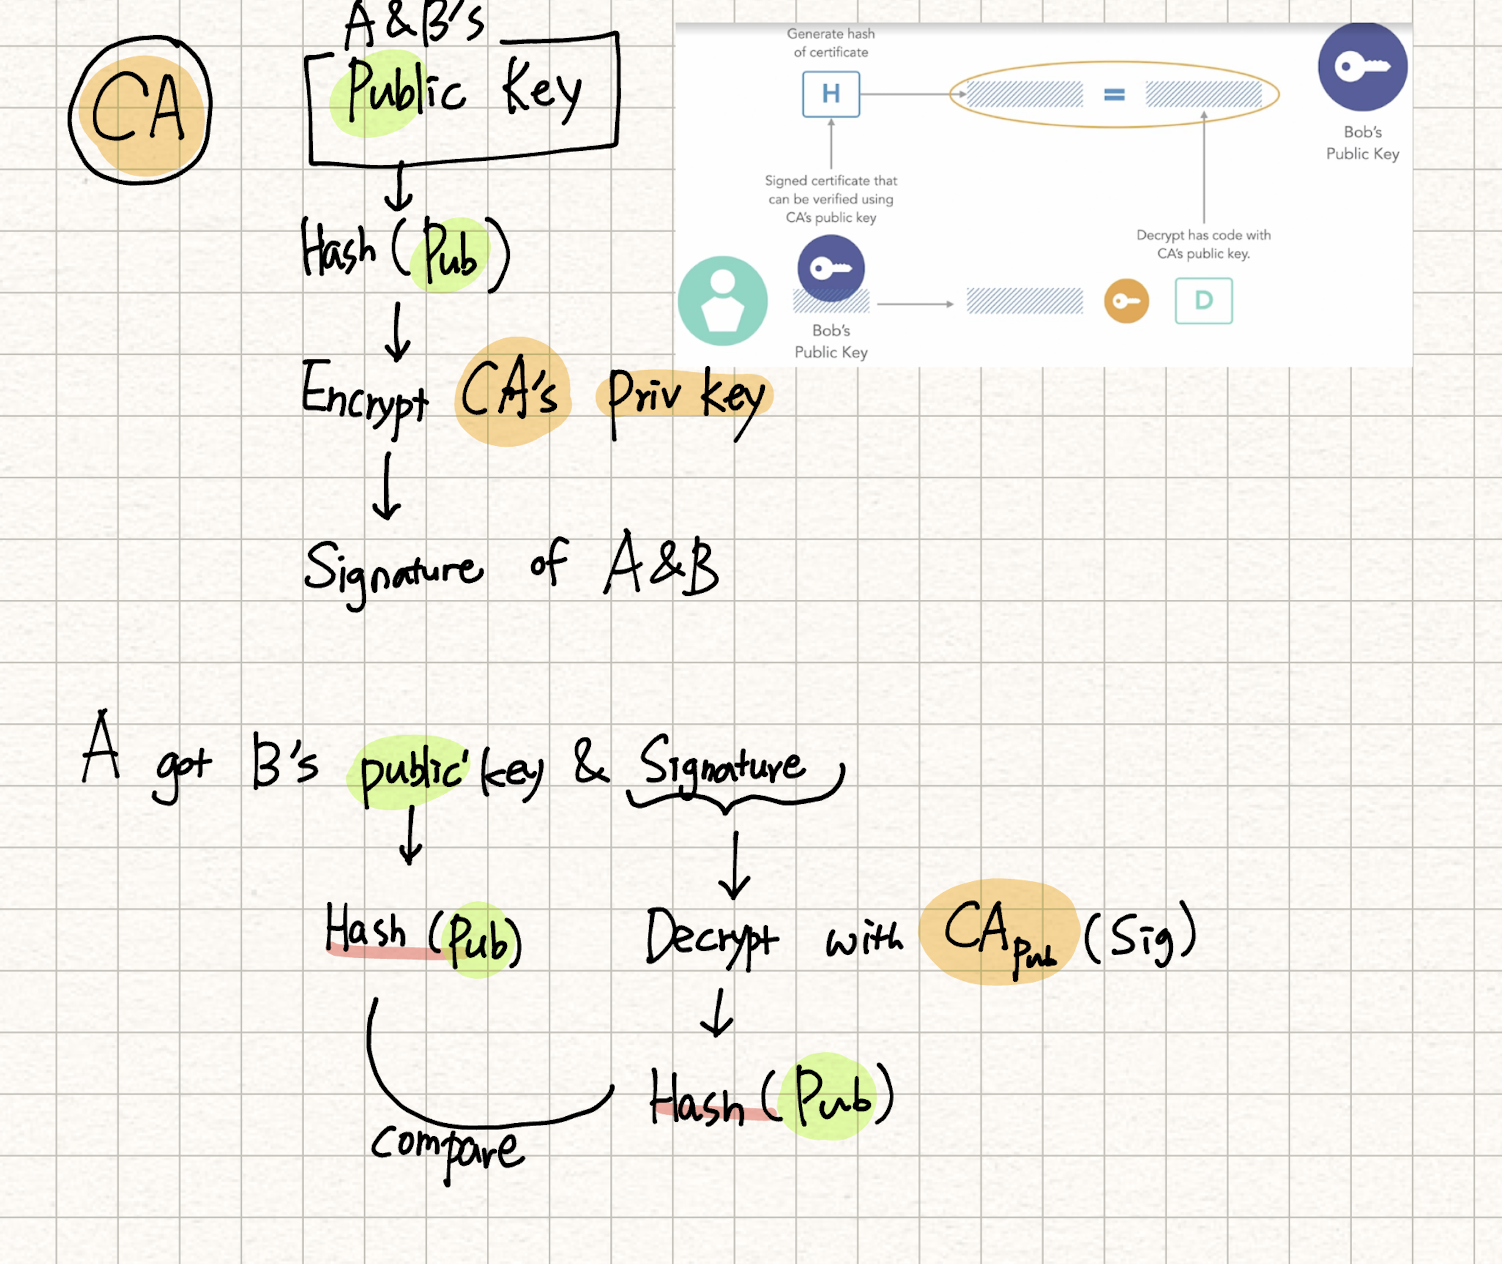 CA
A & B's
Public Key
Hash (Pub)
Encrypt CA's Priv key
Signature of A & B
Generate hash
of certificate
H
=
Bob's
Public Key
Signed certificate that
can be verified using
CA's public key
Decrypt has code with
CA's public key.
D
Bob's
Public Key
A got B's public key & Signature
Hash (Pub)
Decrypt with CA Pub (Sig)
Hash (Pub)
compare